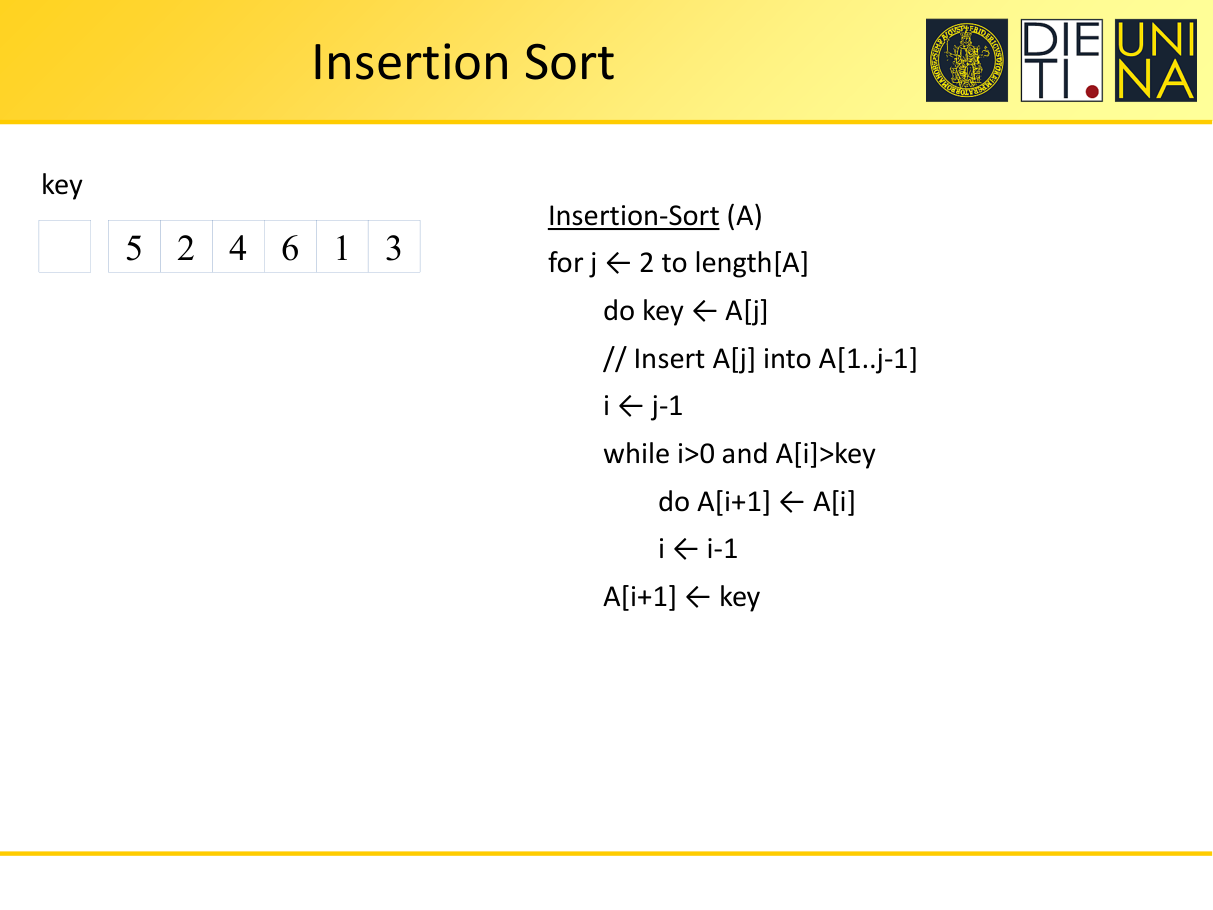 Insertion Sort
DIE
TI.
UNI
NA
key
5 2 4 6 1 3
Insertion-Sort (A)
for j ← 2 to length[A]
do key ← A[j]
// Insert A[j] into A[1..j-1]
i ← j-1
while i>0 and A[i]>key
do A[i+1] ← A[i]
i ← i-1
A[i+1] ← key